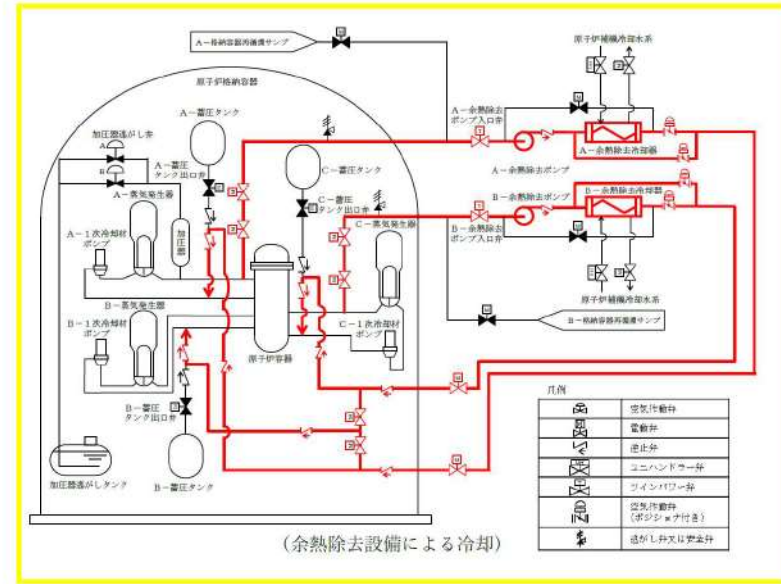 A－格納容器再循環サンプ
原子炉補機冷却水系
原子炉格納容器
A－蓄圧タンク
A－余熱除去
ポンプ入口弁
加圧器逃がし弁
A
B
A－蓄圧
タンク出口弁
C－蓄圧タンク
A－余熱除去冷却器
A－余熱除去ポンプ
B－余熱除去ポンプ
B－余熱除去冷却器
A－蒸気発生器
C－蓄圧
タンク出口弁
C－蒸気発生器
B－余熱除去
ポンプ入口弁
A－1次冷却材
ポンプ
加圧器
原子炉補機冷却水系
B－蒸気発生器
B－格納容器再循環サンプ
B－1次冷却材
ポンプ
C－1次冷却材
ポンプ
原子炉容器
B－蓄圧
タンク出口弁
加圧器逃がしタンク
B－蓄圧タンク
(余熱除去設備による冷却)
凡例
空気作動弁
電動弁
逆止弁
ユニハンドラー弁
ツインパワー弁
空気作動弁
(ポジショナ付き)
逃がし弁又は安全弁